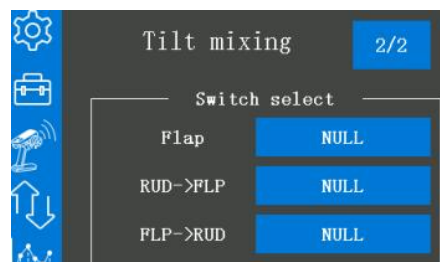 Tilt mixing 2/2
Switch select
Flap NULL
RUD->FLP NULL
FLP->RUD NULL